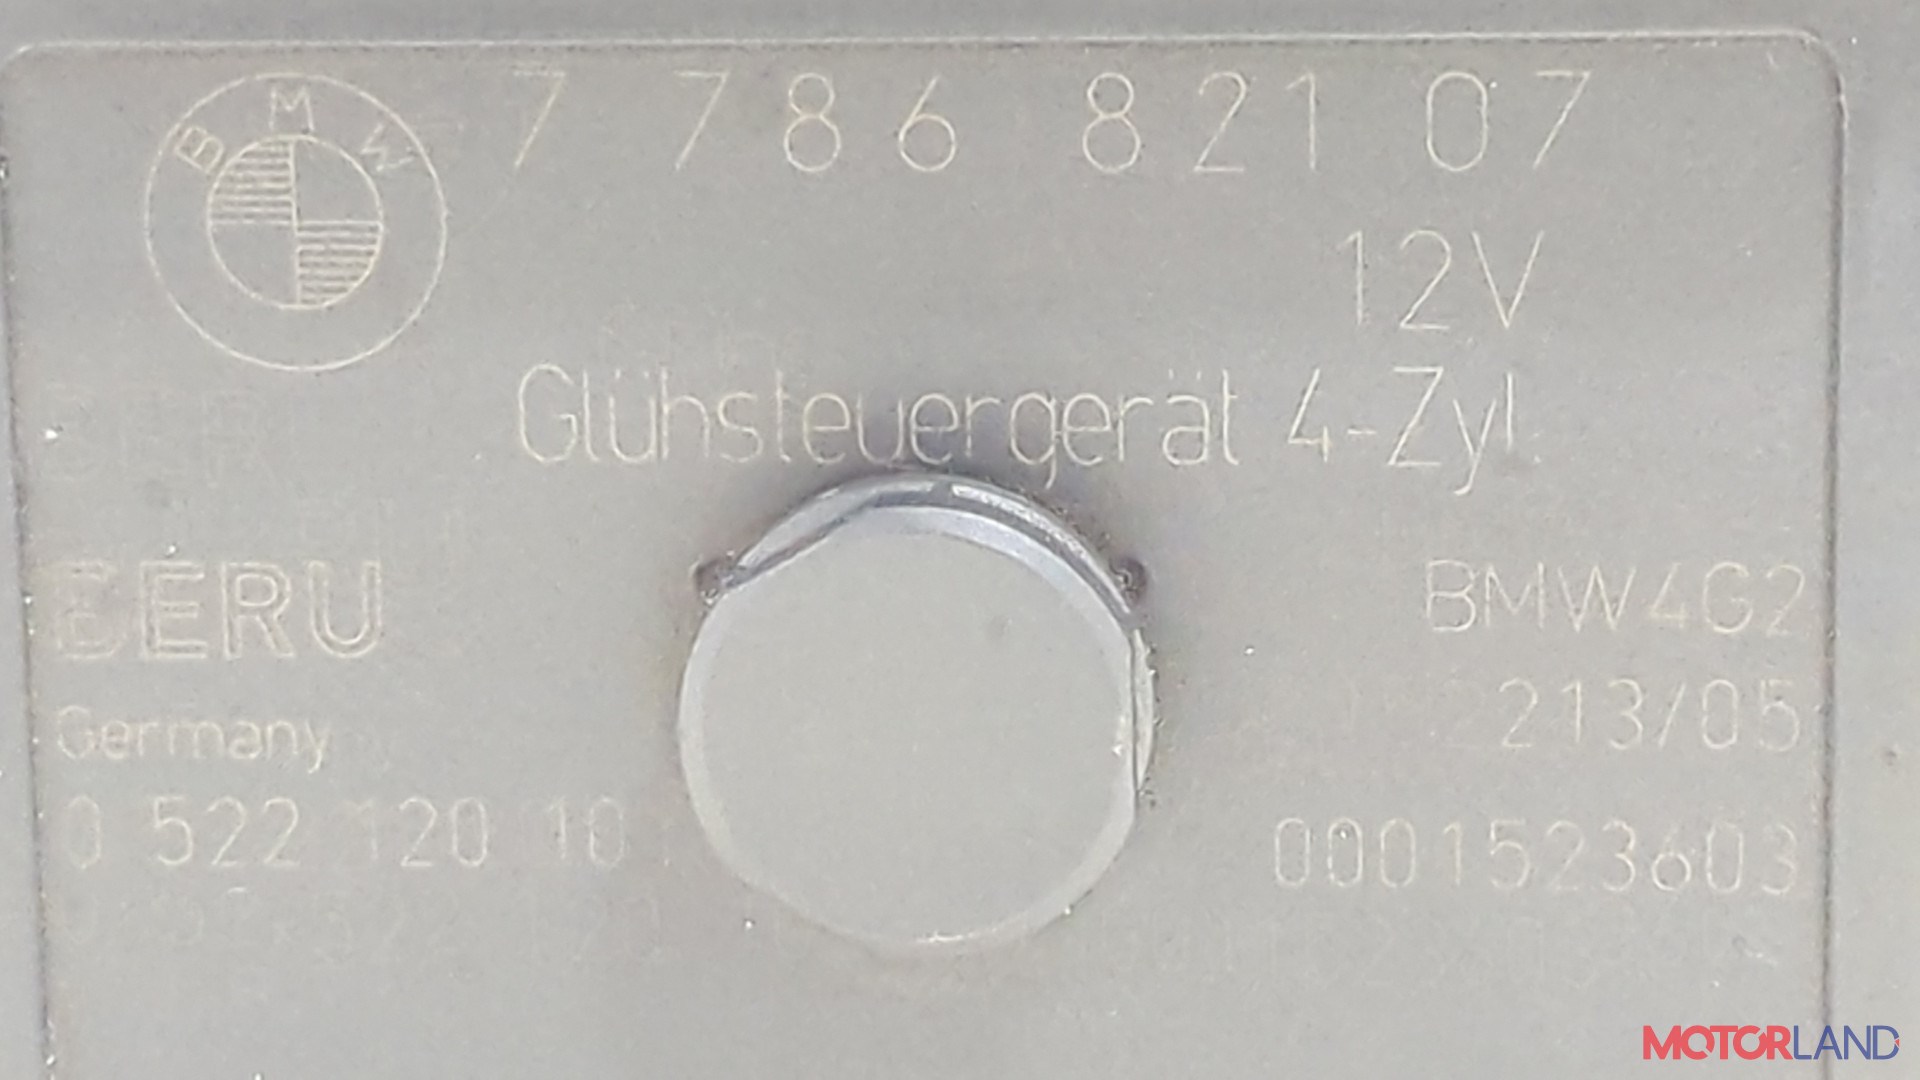 BMW
7 786 821 07
12V
Glühsteuergerät 4-Zyl.
BERU
BMW4G2
Germany
213/05
0 522 120 10
0001523603
MOTORLAND